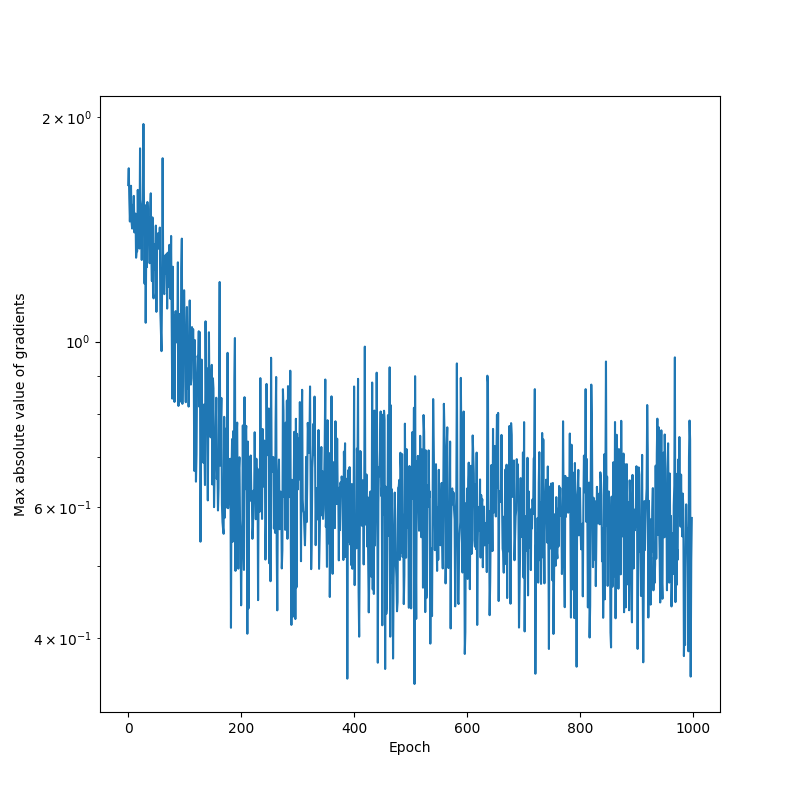 Max absolute value of gradients
2 × 10⁰
10⁰
6 × 10⁻¹
4 × 10⁻¹
0 200 400 600 800 1000
Epoch